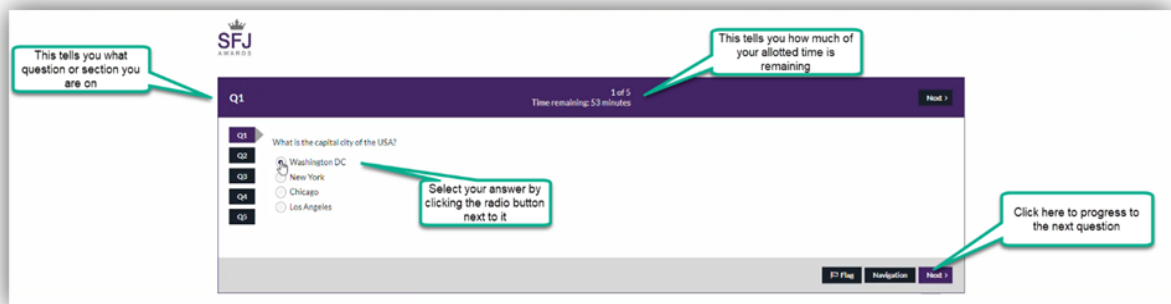 SFJ
AWARDS
This tells you what
question or section you
are on
This tells you how much of
your allotted time is
remaining
Q1
1 of 5
Time remaining: 53 minutes
Next >
Q1
Q2
Q3
Q4
Q5
What is the capital city of the USA?
Washington DC
New York
Chicago
Los Angeles
Select your answer by
clicking the radio button
next to it
Click here to progress to
the next question
Flag
Navigation
Next >